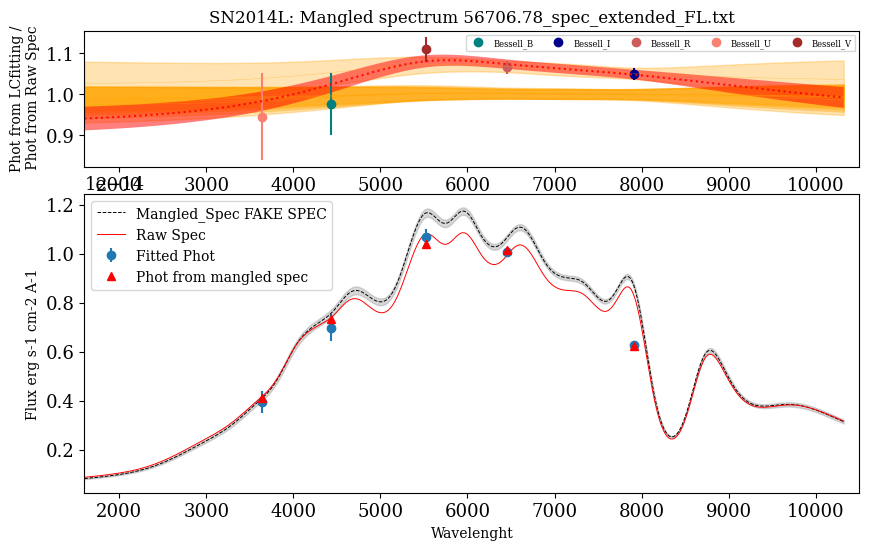 SN2014L: Mangled spectrum 56706.78_spec_extended_FL.txt
Phot from LCfitting /
Phot from Raw Spec
1.1
1.0
0.9
Bessell_B
Bessell_I
Bessell_R
Bessell_U
Bessell_V
2000 3000 4000 5000 6000 7000 8000 9000 10000
1e−14
Flux erg s-1 cm-2 A-1
1.2
1.0
0.8
0.6
0.4
0.2
Mangled_Spec FAKE SPEC
Raw Spec
Fitted Phot
Phot from mangled spec
2000 3000 4000 5000 6000 7000 8000 9000 10000
Wavelenght